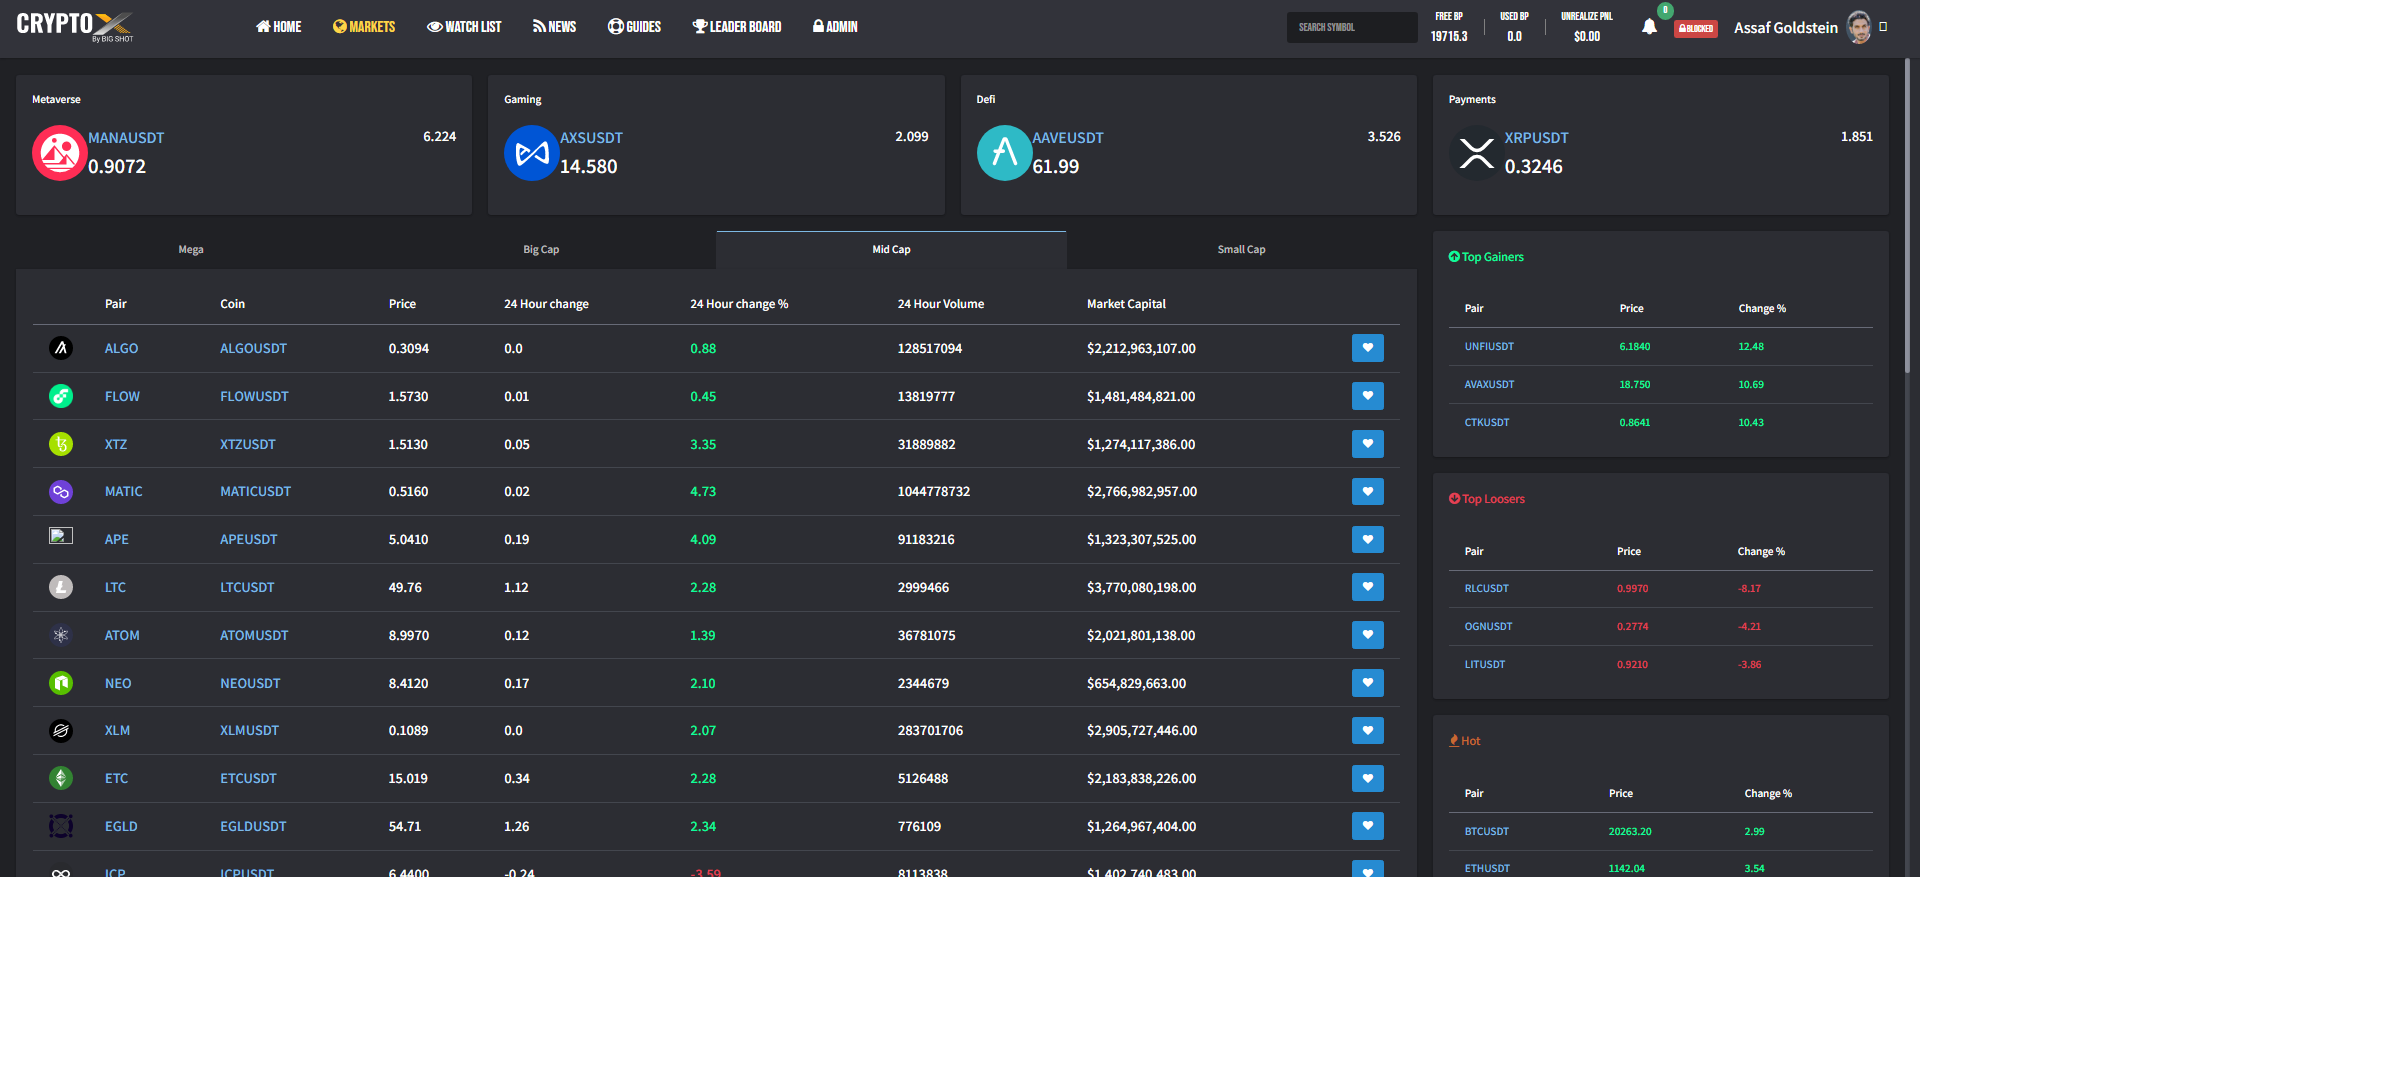 CRYPTO X
By BIG SHOT
HOME
MARKETS
WATCH LIST
NEWS
GUIDES
LEADER BOARD
ADMIN
SEARCH SYMBOL
FREE BP
19715.3
USED BP
0.0
UNREALIZE PNL
$0.00
0
BLOCKED
Assaf Goldstein
Metaverse
MANAUSDT 6.224
0.9072
Gaming
AXSUSDT 2.099
14.580
Defi
AAVEUSDT 3.526
61.99
Payments
XRPUSDT 1.851
0.3246
Mega Big Cap Mid Cap Small Cap
Pair Coin Price 24 Hour change 24 Hour change % 24 Hour Volume Market Capital
ALGO ALGOUSDT 0.3094 0.0 0.88 128517094 $2,212,963,107.00
FLOW FLOWUSDT 1.5730 0.01 0.45 13819777 $1,481,484,821.00
XTZ XTZUSDT 1.5130 0.05 3.35 31889882 $1,274,117,386.00
MATIC MATICUSDT 0.5160 0.02 4.73 1044778732 $2,766,982,957.00
APE APEUSDT 5.0410 0.19 4.09 91183216 $1,323,307,525.00
LTC LTCUSDT 49.76 1.12 2.28 2999466 $3,770,080,198.00
ATOM ATOMUSDT 8.9970 0.12 1.39 36781075 $2,021,801,138.00
NEO NEOUSDT 8.4120 0.17 2.10 2344679 $654,829,663.00
XLM XLMUSDT 0.1089 0.0 2.07 283701706 $2,905,727,446.00
ETC ETCUSDT 15.019 0.34 2.28 5126488 $2,183,838,226.00
EGLD EGLDUSDT 54.71 1.26 2.34 776109 $1,264,967,404.00
ICP ICPUSDT 6.4400 -0.24 -3.59 8113838 $1,402,740,483.00
Top Gainers
Pair Price Change %
UNFIUSDT 6.1840 12.48
AVAXUSDT 18.750 10.69
CTKUSDT 0.8641 10.43
Top Loosers
Pair Price Change %
RLCUSDT 0.9970 -8.17
OGNUSDT 0.2774 -4.21
LITUSDT 0.9210 -3.86
Hot
Pair Price Change %
BTCUSDT 20263.20 2.99
ETHUSDT 1142.04 3.54